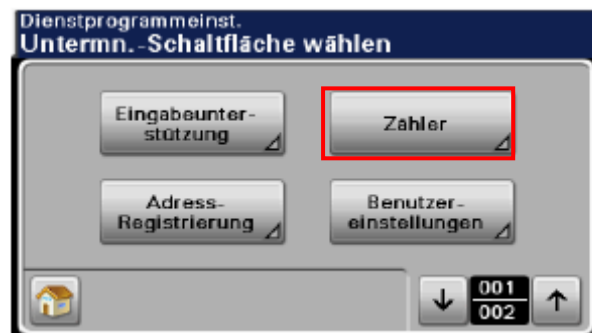 Dienstprogrammeinst.
Untermn.-Schaltfläche wählen
Eingabeunter-
stützung
Zähler
Adress-
Registrierung
Benutzer-
einstellungen
001
002